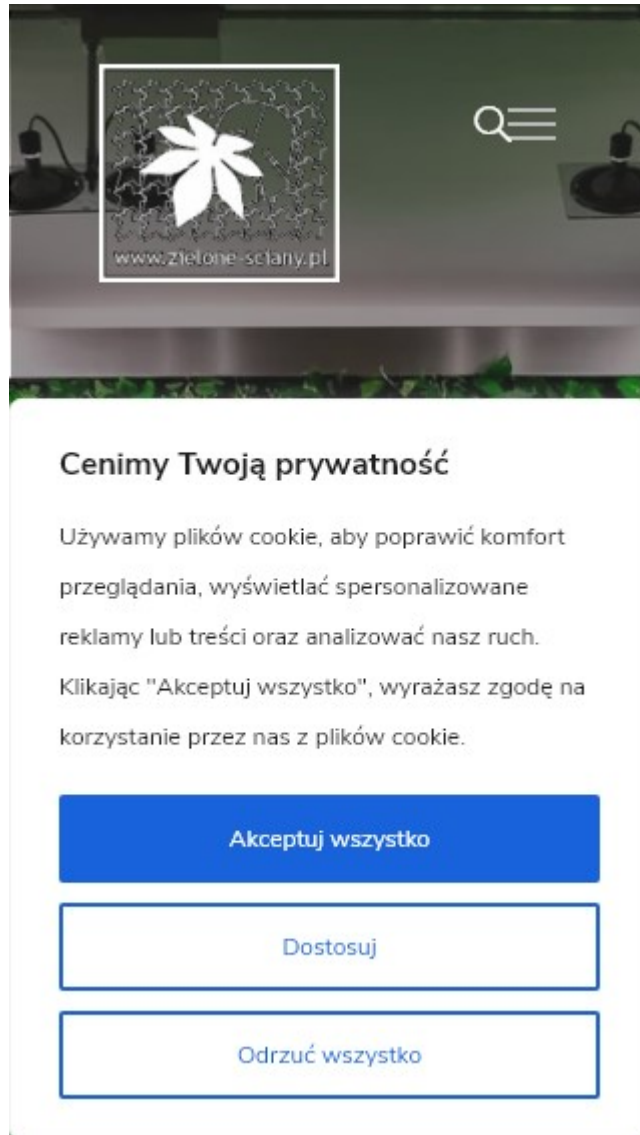 www.zielone-sciany.pl
Cenimy Twoją prywatność
Używamy plików cookie, aby poprawić komfort
przeglądania, wyświetlać spersonalizowane
reklamy lub treści oraz analizować nasz ruch.
Klikając "Akceptuj wszystko", wyrażasz zgodę na
korzystanie przez nas z plików cookie.
Akceptuj wszystko
Dostosuj
Odrzuć wszystko